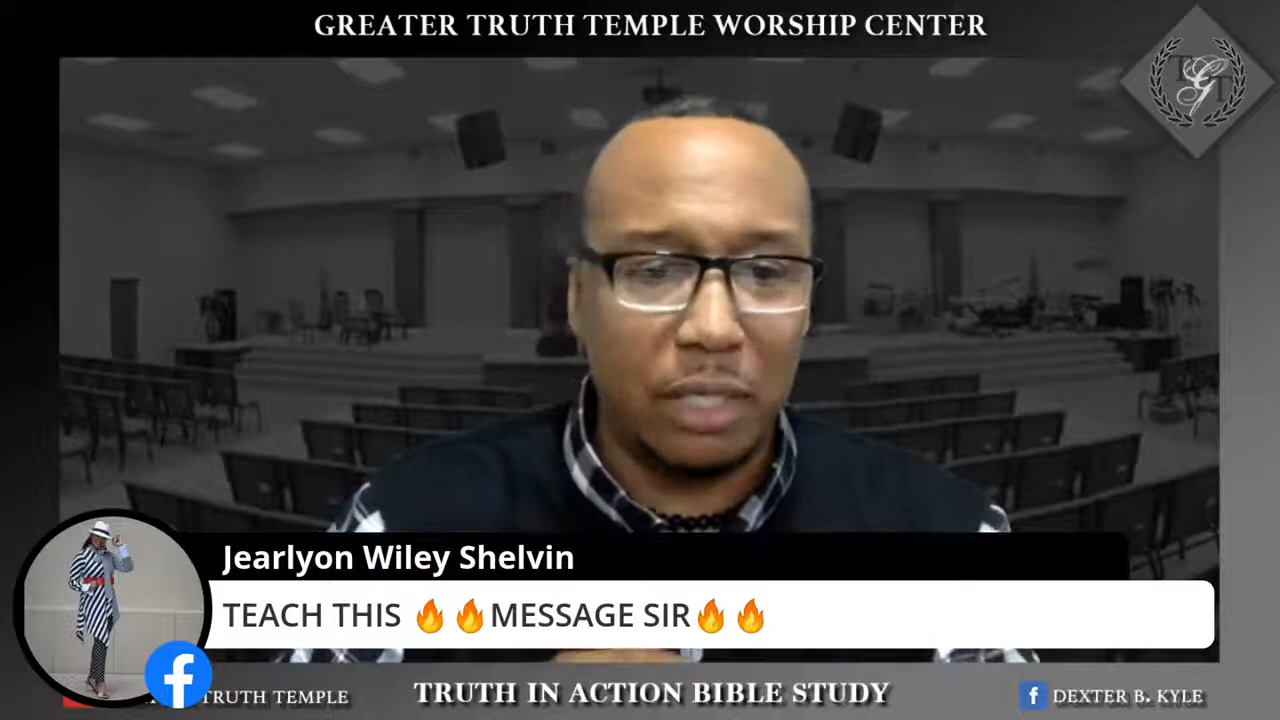 GREATER TRUTH TEMPLE WORSHIP CENTER
TGT
Jearlyon Wiley Shelvin
TEACH THIS 🔥🔥MESSAGE SIR🔥🔥
TRUTH TEMPLE
TRUTH IN ACTION BIBLE STUDY
f DEXTER B. KYLE